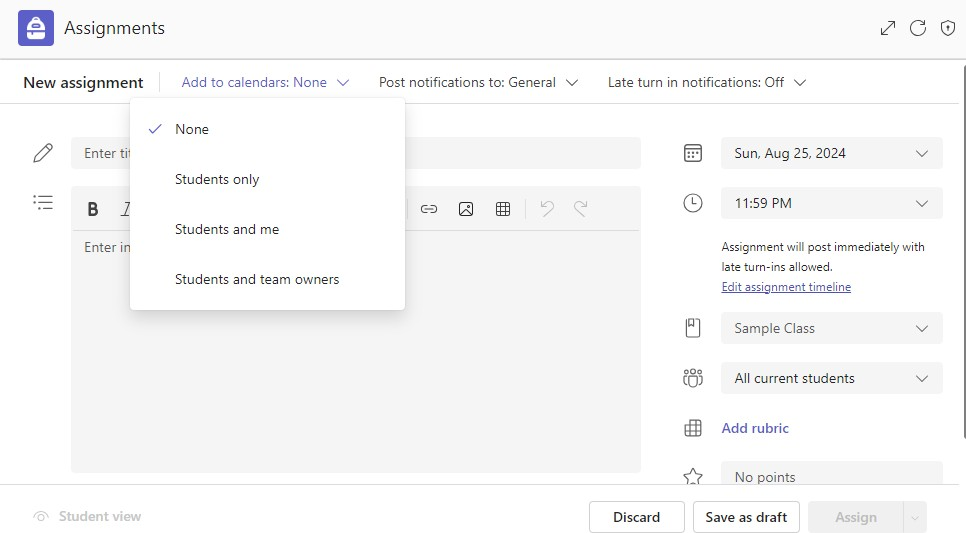 Assignments
New assignment
Add to calendars: None
Post notifications to: General
Late turn in notifications: Off
None
Students only
Students and me
Students and team owners
Enter
B
I
Enter
Sun, Aug 25, 2024
11:59 PM
Assignment will post immediately with
late turn-ins allowed.
Edit assignment timeline
Sample Class
All current students
Add rubric
No points
Student view
Discard
Save as draft
Assign